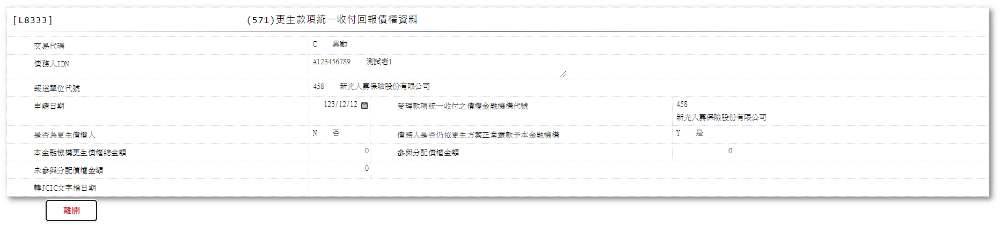 [L8333] (571)更生款項統一收付回報債權資料
交易代碼 C 異動
債務人IDN A123456789 測試者1
報送單位代號 458 新光人壽保險股份有限公司
申請日期 123/12/12 受理款項統一收付之債權金融機構代號 458
新光人壽保險股份有限公司
是否為更生債權人 N 否 債務人是否仍依更生方案正常還款予本金融機構 Y 是
本金融機構更生債權總金額 0 參與分配債權金額 0
未參與分配債權金額 0
轉JCIC文字檔日期
離開